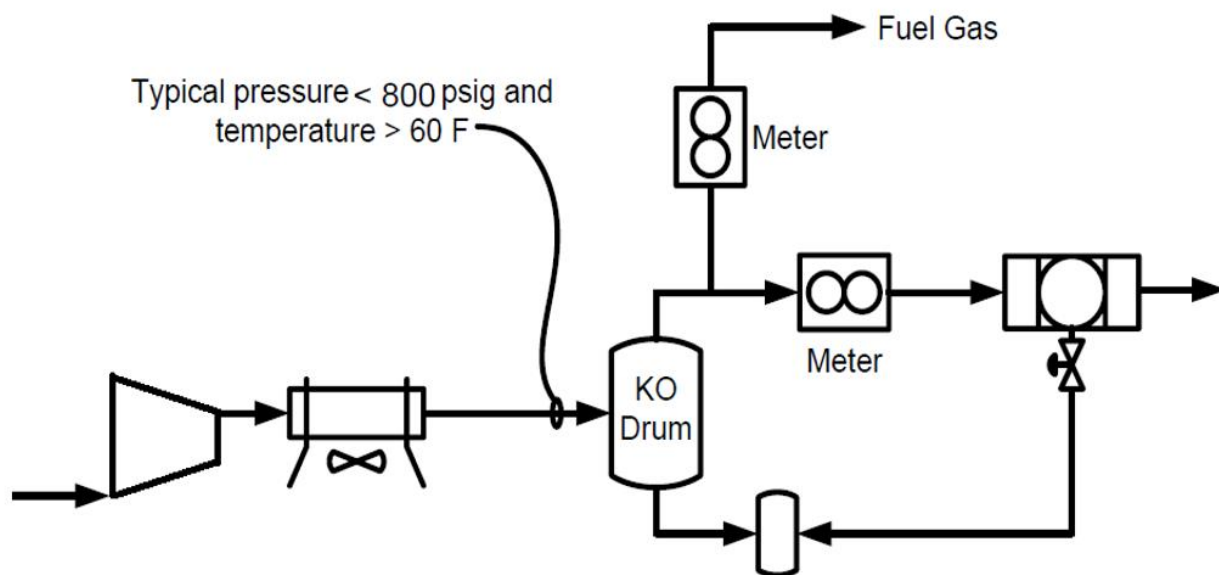 Fuel Gas
Typical pressure < 800 psig and
temperature > 60 F
Meter
Meter
KO
Drum